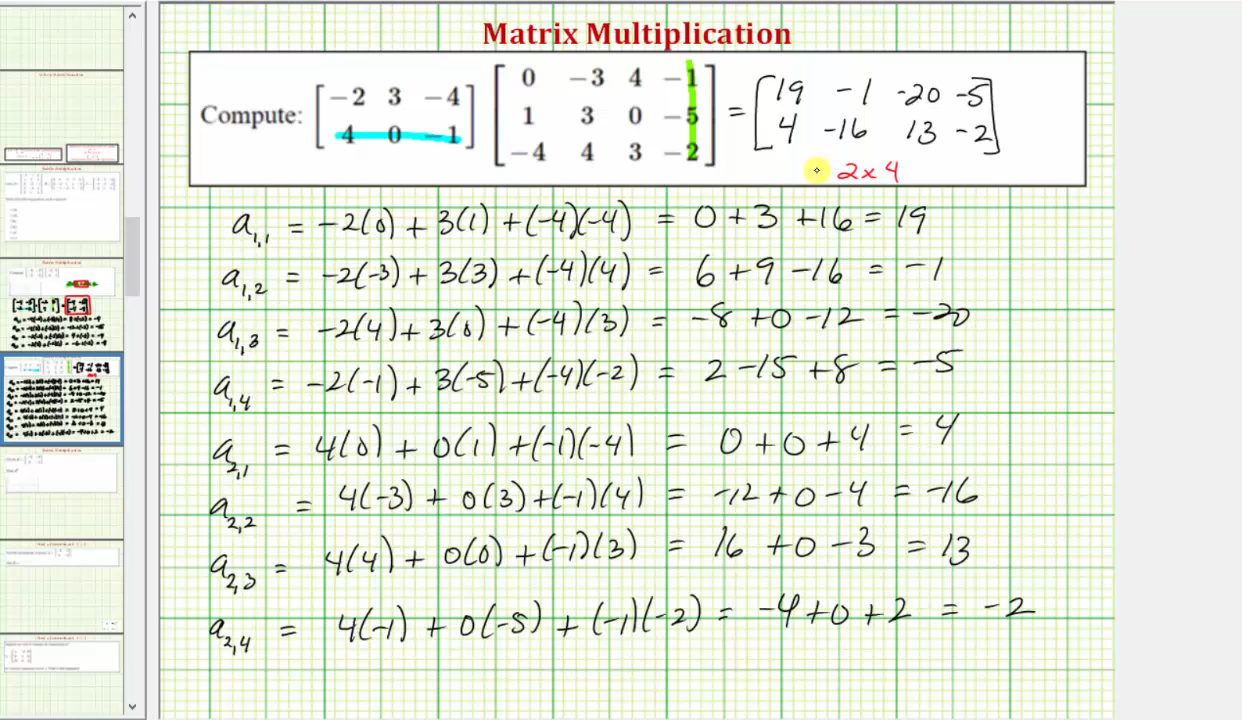 Matrix Multiplication
Compute: [-2 3 -4] [0 -3 4 -1] = [19 -1 -20 -5]
[4 0 -1] [1 3 0 -5] [4 -16 13 -2]
[-4 4 3 -2]
2x4
a1,1 = -2(0) + 3(1) + (-4)(-4) = 0 + 3 + 16 = 19
a1,2 = -2(-3) + 3(3) + (-4)(4) = 6 + 9 - 16 = -1
a1,3 = -2(4) + 3(0) + (-4)(3) = -8 + 0 - 12 = -20
a1,4 = -2(-1) + 3(-5) + (-4)(-2) = 2 - 15 + 8 = -5
a2,1 = 4(0) + 0(1) + (-1)(-4) = 0 + 0 + 4 = 4
a2,2 = 4(-3) + 0(3) + (-1)(4) = -12 + 0 - 4 = -16
a2,3 = 4(4) + 0(0) + (-1)(3) = 16 + 0 - 3 = 13
a2,4 = 4(-1) + 0(-5) + (-1)(-2) = -4 + 0 + 2 = -2